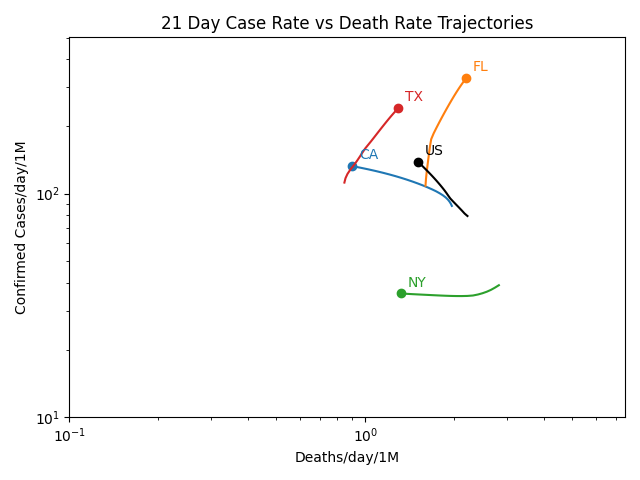 21 Day Case Rate vs Death Rate Trajectories
FL
TX
US
CA
NY
Confirmed Cases/day/1M
10²
10¹
10⁻¹
10⁰
Deaths/day/1M